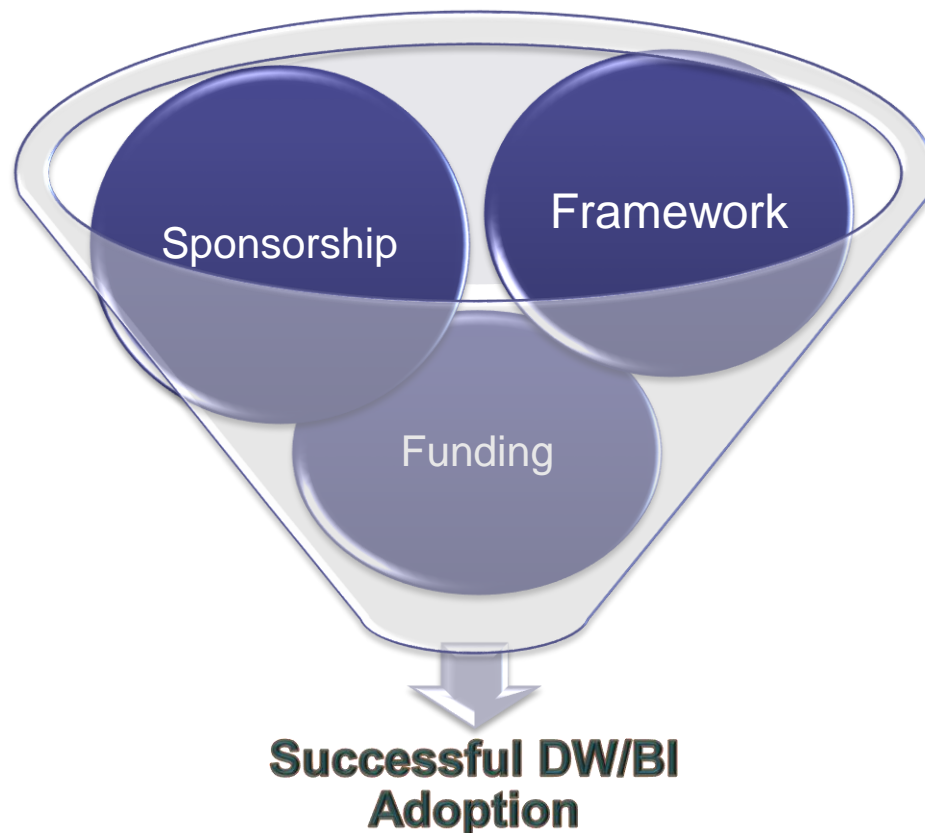 Sponsorship
Framework
Funding
Successful DW/BI
Adoption